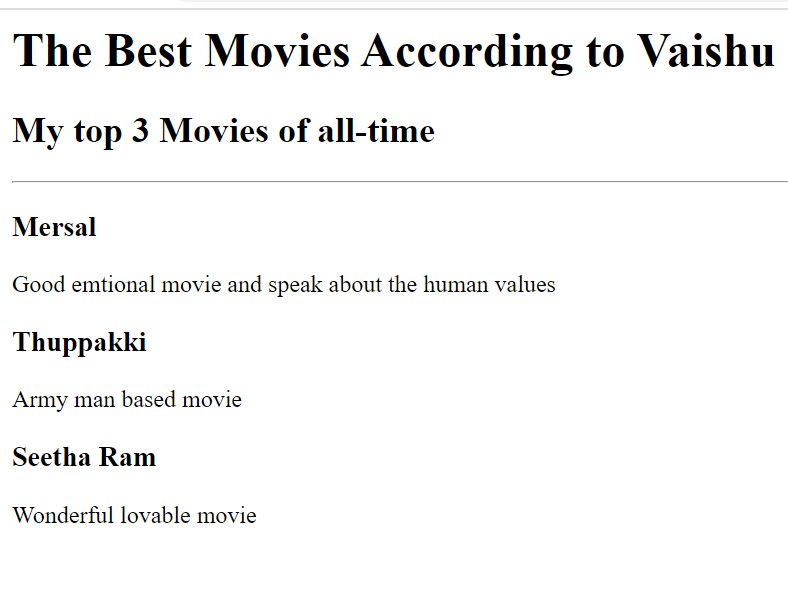 The Best Movies According to Vaishu
My top 3 Movies of all-time
Mersal
Good emtional movie and speak about the human values
Thuppakki
Army man based movie
Seetha Ram
Wonderful lovable movie